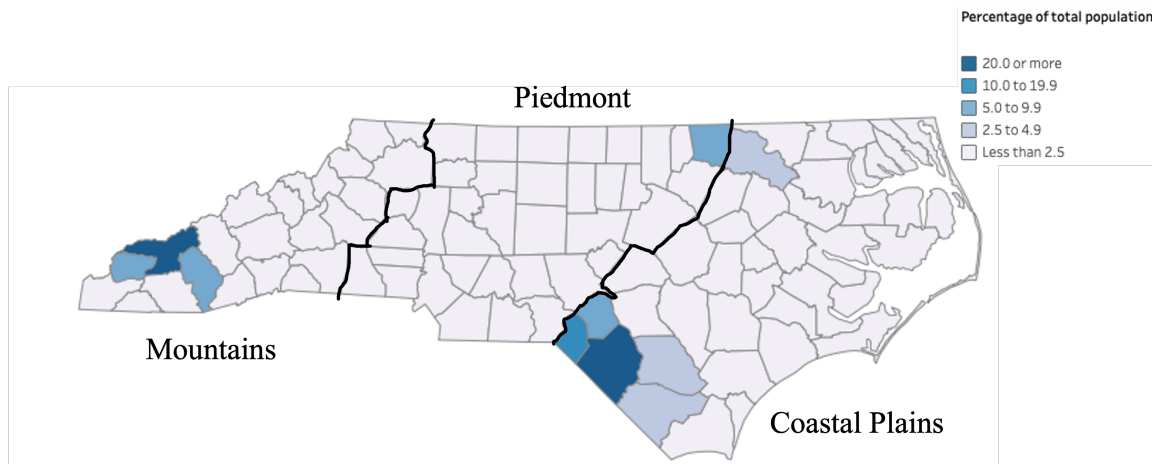 Percentage of total population
20.0 or more
10.0 to 19.9
5.0 to 9.9
2.5 to 4.9
Less than 2.5
Piedmont
Mountains
Coastal Plains